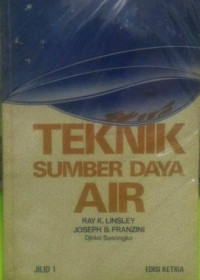 TEKNIK
SUMBER DAYA
AIR
RAY K. LINSLEY
JOSEPH B. FRANZINI
Djoko Sasongko
JILID 1
EDISI KETIGA